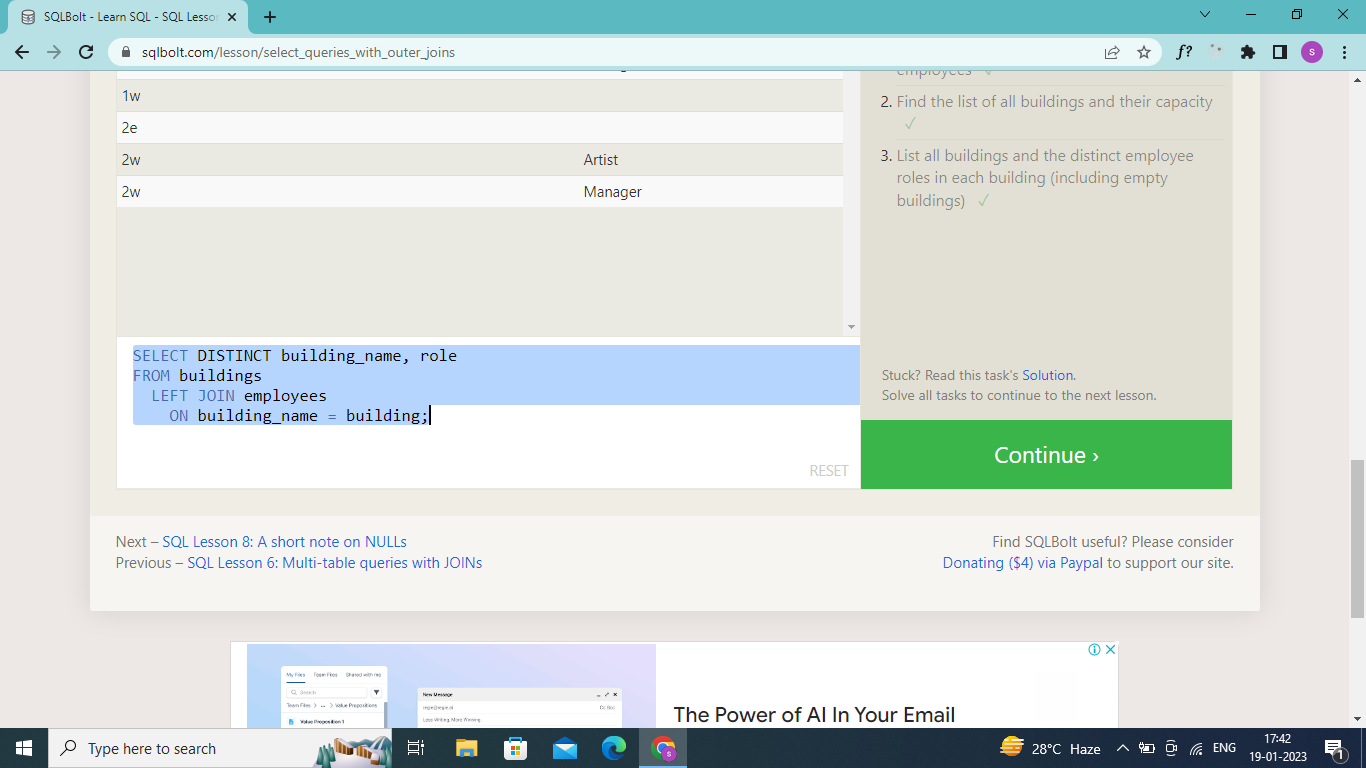 SQLBolt - Learn SQL - SQL Lesso
sqlbolt.com/lesson/select_queries_with_outer_joins
f?
s
employees ✓
1w
2e
2w Artist
2w Manager
2. Find the list of all buildings and their capacity
✓
3. List all buildings and the distinct employee
roles in each building (including empty
buildings) ✓
SELECT DISTINCT building_name, role
FROM buildings
LEFT JOIN employees
ON building_name = building;
RESET
Stuck? Read this task's Solution.
Solve all tasks to continue to the next lesson.
Continue ›
Next – SQL Lesson 8: A short note on NULLs
Previous – SQL Lesson 6: Multi-table queries with JOINs
Find SQLBolt useful? Please consider
Donating ($4) via Paypal to support our site.
My Files Team Files Shared with me
Search
Team Files > ... > Value Propositions
Value Proposition 1
New Message
Cc Bcc
Less Writing, More Winning.
The Power of AI In Your Email
Type here to search
28°C Haze
ENG
17:42
19-01-2023
1